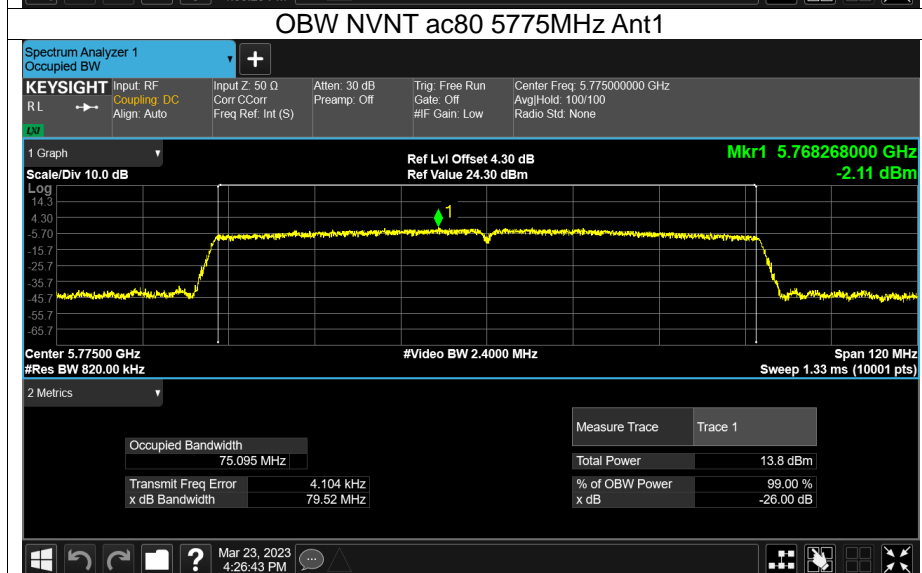 OBW NVNT ac80 5775MHz Ant1
Spectrum Analyzer 1
Occupied BW
+
KEYSIGHT
RL
LXI
Input: RF
Coupling: DC
Align: Auto
Input Z: 50 Ω
Corr CCorr
Freq Ref: Int (S)
Atten: 30 dB
Preamp: Off
Trig: Free Run
Gate: Off
#IF Gain: Low
Center Freq: 5.775000000 GHz
Avg|Hold: 100/100
Radio Std: None
1 Graph
Scale/Div 10.0 dB
Ref Lvl Offset 4.30 dB
Ref Value 24.30 dBm
Mkr1 5.768268000 GHz
-2.11 dBm
Log
14.3
4.30
-5.70
-15.7
-25.7
-35.7
-45.7
-55.7
-65.7
1
Center 5.77500 GHz
#Res BW 820.00 kHz
#Video BW 2.4000 MHz
Span 120 MHz
Sweep 1.33 ms (10001 pts)
2 Metrics
Measure Trace Trace 1
Occupied Bandwidth
75.095 MHz
Total Power 13.8 dBm
Transmit Freq Error 4.104 kHz
% of OBW Power 99.00 %
x dB Bandwidth 79.52 MHz
x dB -26.00 dB
?
Mar 23, 2023
4:26:43 PM